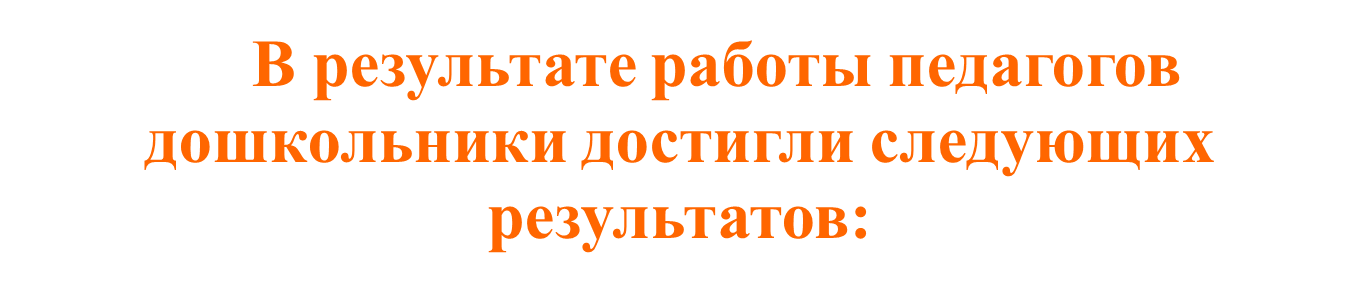 В результате работы педагогов
дошкольники достигли следующих
результатов: